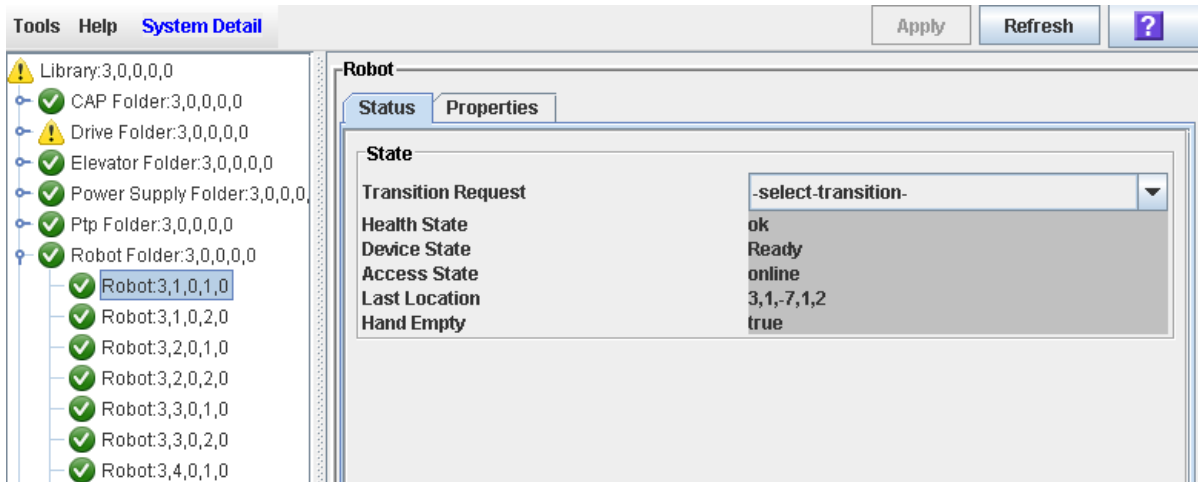 Tools Help System Detail Apply Refresh ?
Library:3,0,0,0,0
CAP Folder:3,0,0,0,0
Drive Folder:3,0,0,0,0
Elevator Folder:3,0,0,0,0
Power Supply Folder:3,0,0,0,
Ptp Folder:3,0,0,0,0
Robot Folder:3,0,0,0,0
Robot:3,1,0,1,0
Robot:3,1,0,2,0
Robot:3,2,0,1,0
Robot:3,2,0,2,0
Robot:3,3,0,1,0
Robot:3,3,0,2,0
Robot:3,4,0,1,0
Robot
Status Properties
State
Transition Request -select-transition-
Health State ok
Device State Ready
Access State online
Last Location 3,1,-7,1,2
Hand Empty true